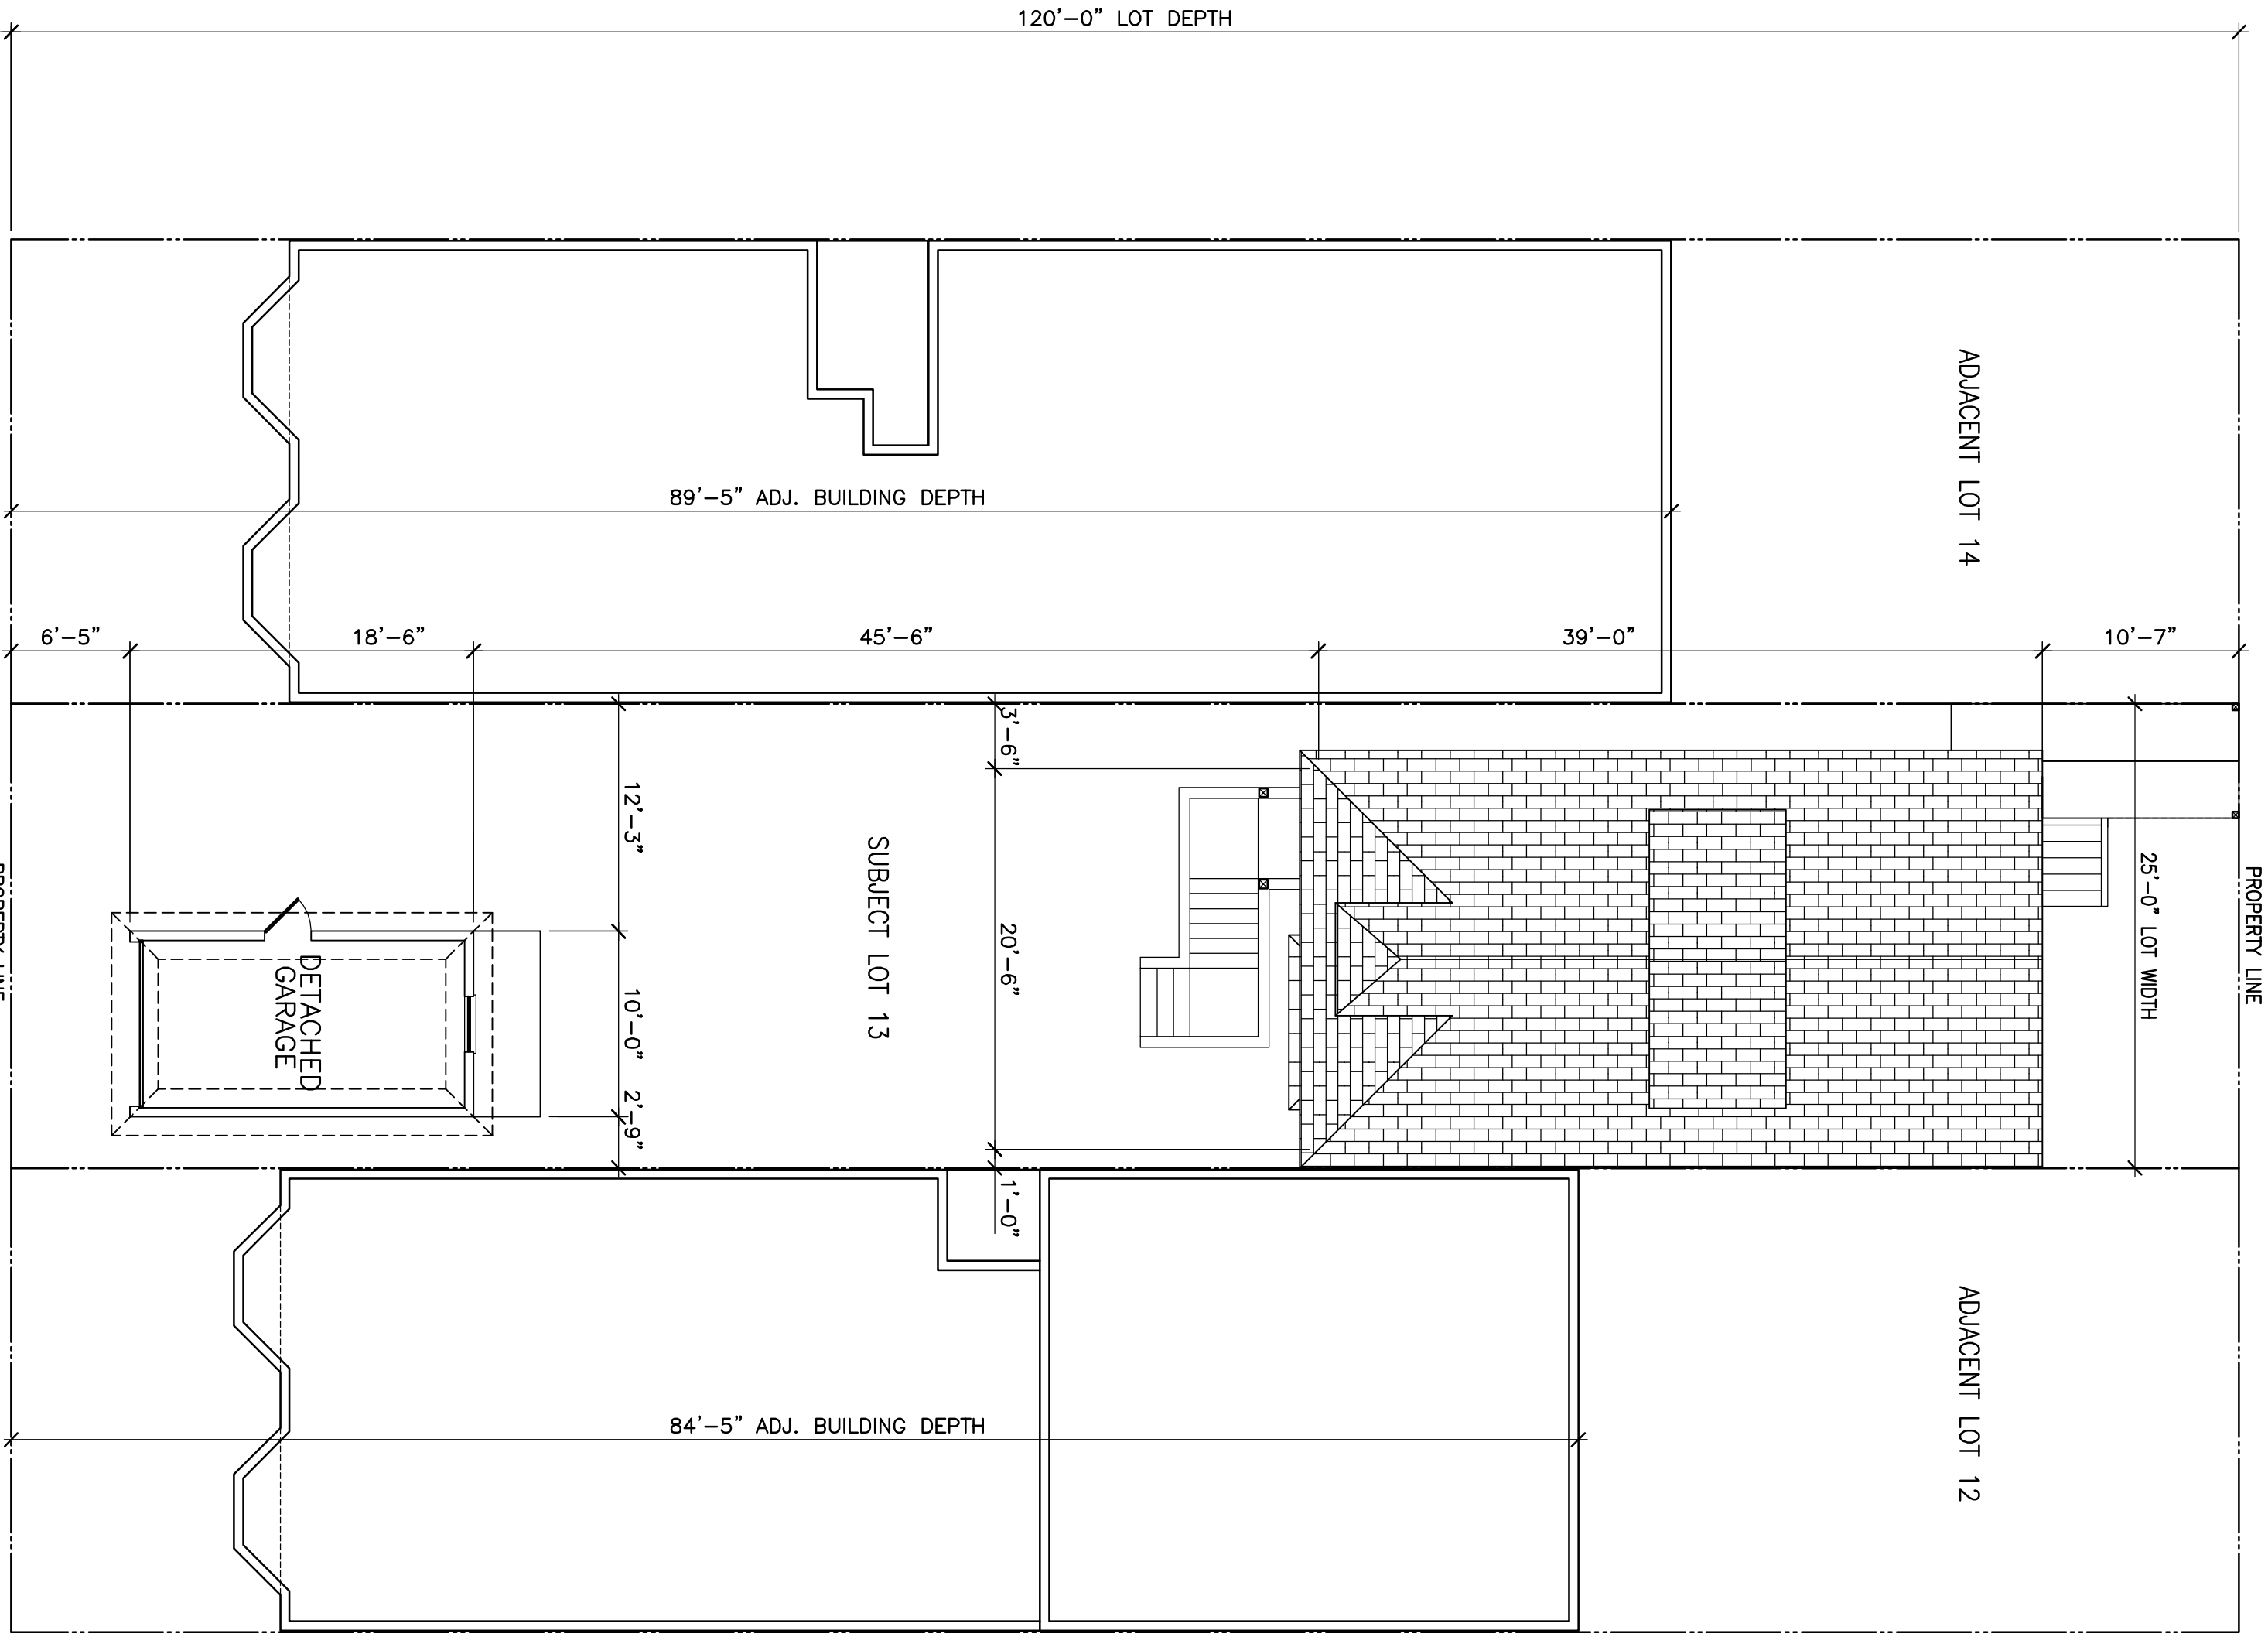 120'-0" LOT DEPTH
ADJACENT LOT 14
89'-5" ADJ. BUILDING DEPTH
6'-5"
18'-6"
45'-6"
39'-0"
10'-7"
3'-6"
12'-3"
SUBJECT LOT 13
25'-0" LOT WIDTH
PROPERTY LINE
PROPERTY LINE
20'-6"
DETACHED
GARAGE
10'-0"
2'-9"
1'-0"
ADJACENT LOT 12
84'-5" ADJ. BUILDING DEPTH